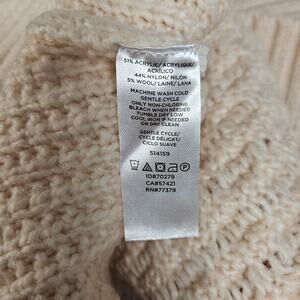 51% ACRYLIC/ ACRYLIQUE/
ACRÍLICO
44% NYLON/ NILON
5% WOOL/ LAINE/ LANA
MACHINE WASH COLD
GENTLE CYCLE
ONLY NON-CHLORINE
BLEACH WHEN NEEDED
TUMBLE DRY LOW
COOL IRON IF NEEDED
OR DRY CLEAN
GENTLE CYCLE/
CYCLE DÉLICAT/
CICLO SUAVE
514159
ID#70279
CA#57421
RN#77379